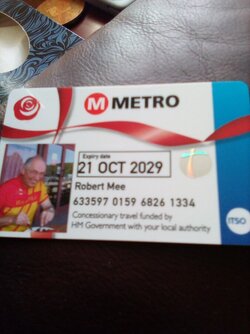 M METRO
Expiry date
21 OCT 2029
Robert Mee
633597 0159 6826 1334
Concessionary travel funded by
HM Government with your local authority
ITSO